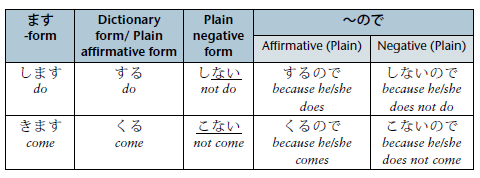 ます Dictionary Plain ～ので
-form form/ Plain negative
affirmative form form Affirmative (Plain) Negative (Plain)
します する しない するので しないので
do do not do because he/she because he/she
does does not do
きます くる こない くるので こないので
come come not come because he/she because he/she
comes does not come